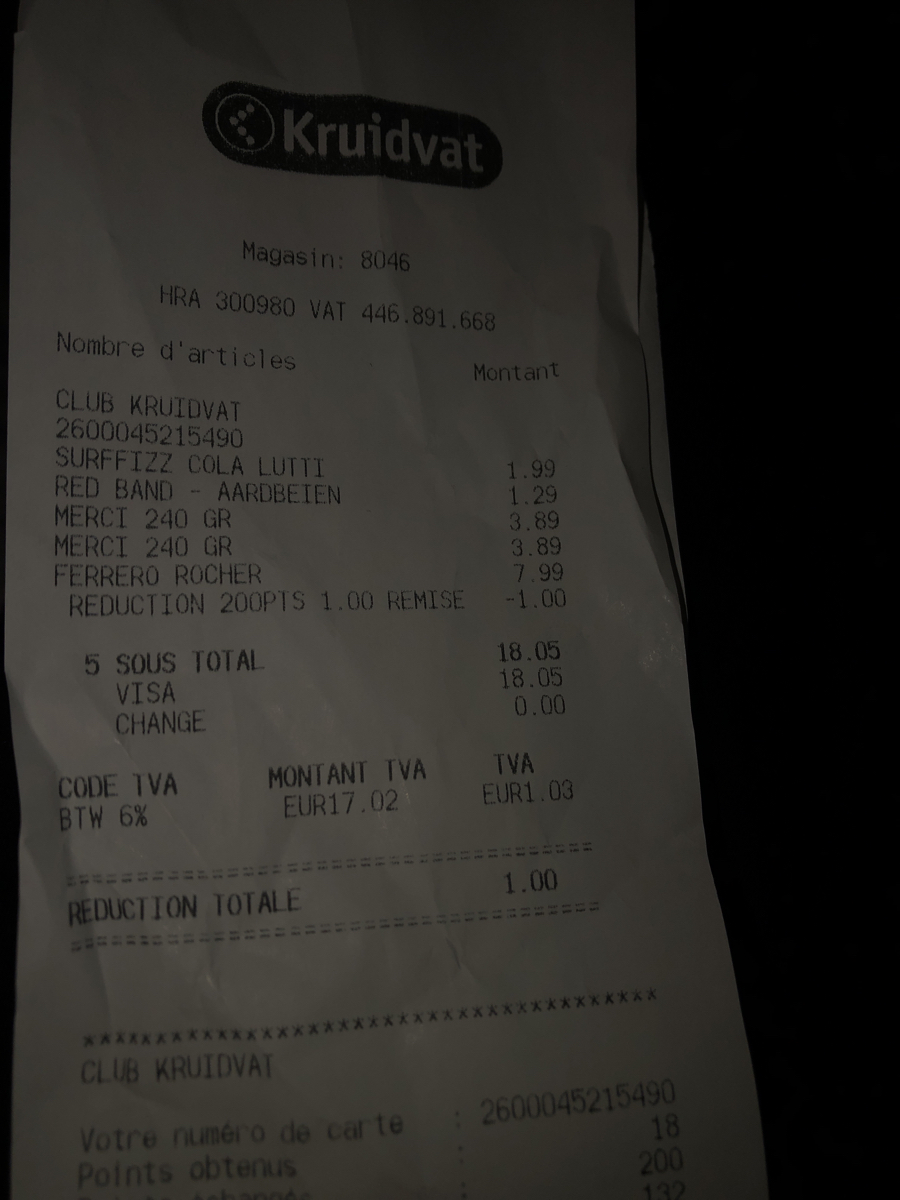 Kruidvat
Magasin: 8046
HRA 300980 VAT 446.891.668
Nombre d'articles Montant
CLUB KRUIDVAT
2600045215490
SURFFIZZ COLA LUTTI 1.99
RED BAND - AARDBEIEN 1.29
MERCI 240 GR 3.89
MERCI 240 GR 3.89
FERRERO ROCHER 7.99
REDUCTION 200PTS 1.00 REMISE -1.00
5 SOUS TOTAL 18.05
VISA 18.05
CHANGE 0.00
CODE TVA MONTANT TVA TVA
BTW 6% EUR17.02 EUR1.03
REDUCTION TOTALE 1.00
****************************************
CLUB KRUIDVAT
Votre numéro de carte : 2600045215490
Points obtenus : 18
Points échangés : 200
132